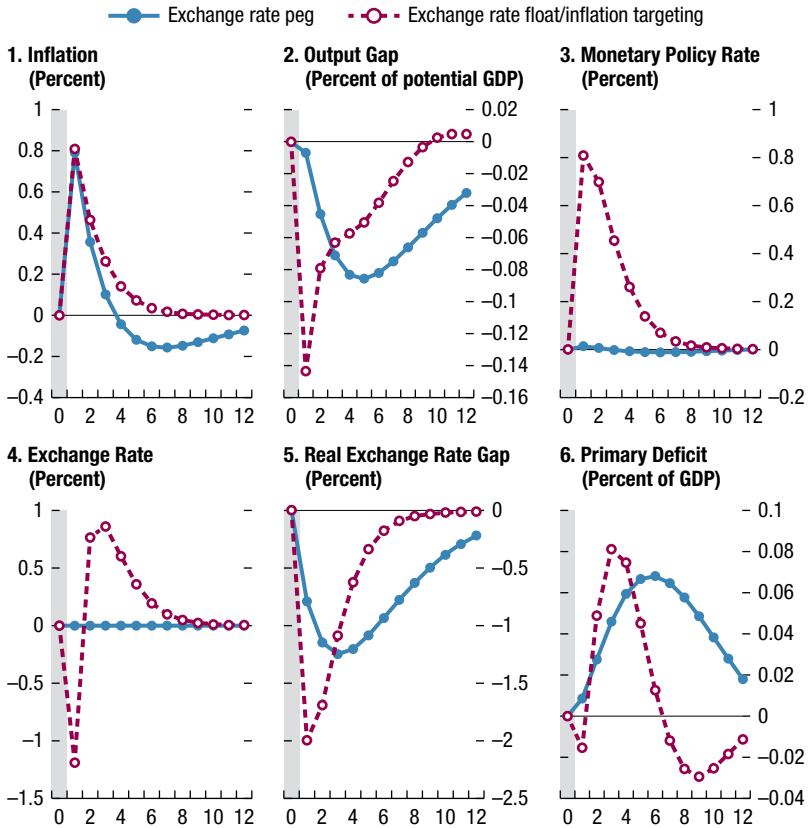 Exchange rate peg Exchange rate float/inflation targeting
1. Inflation
(Percent)
1
0.8
0.6
0.4
0.2
0
–0.2
–0.4
0 2 4 6 8 10 12
2. Output Gap
(Percent of potential GDP)
0.02
0
–0.02
–0.04
–0.06
–0.08
–0.1
–0.12
–0.14
–0.16
0 2 4 6 8 10 12
3. Monetary Policy Rate
(Percent)
1
0.8
0.6
0.4
0.2
0
–0.2
0 2 4 6 8 10 12
4. Exchange Rate
(Percent)
1
0.5
0
–0.5
–1
–1.5
0 2 4 6 8 10 12
5. Real Exchange Rate Gap
(Percent)
0
–0.5
–1
–1.5
–2
–2.5
0 2 4 6 8 10 12
6. Primary Deficit
(Percent of GDP)
0.1
0.08
0.06
0.04
0.02
0
–0.02
–0.04
0 2 4 6 8 10 12